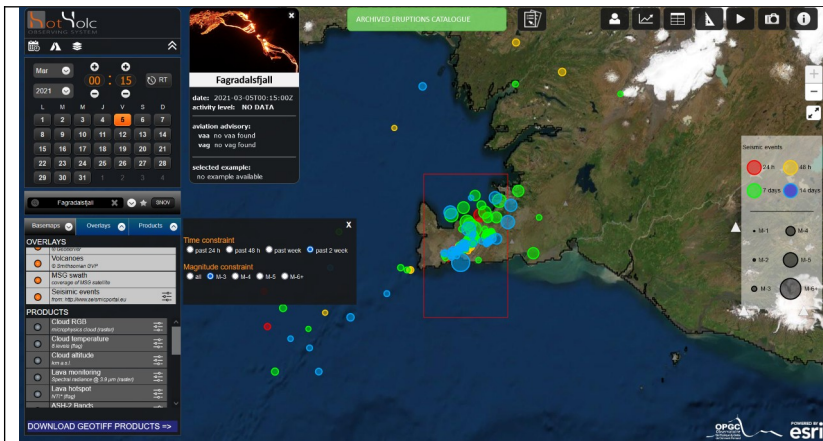 HotVolc
OBSERVING SYSTEM
Mar
00 : 15
RT
2021
L M M J V S D
1 2 3 4 5 6 7
8 9 10 11 12 13 14
15 16 17 18 19 20 21
22 23 24 25 26 27 28
29 30 31 1 2 3 4
Fagradalsfjall X
SNOV
Basemaps Overlays Products
OVERLAYS
© GeoServer
Volcanoes
© Smithsonian GVP
MSG swath
coverage of MSG satellite
Seismic events
from: http://www.seismicportal.eu
PRODUCTS
Cloud RGB
microphysics cloud (raster)
Cloud temperature
6 levels (flag)
Cloud altitude
km a.s.l
Lava monitoring
Spectral radiance @ 3.9 µm (raster)
Lava hotspot
NTI* (flag)
ASH-2 Bands
DOWNLOAD GEOTIFF PRODUCTS =>
x
Fagradalsfjall
date: 2021-03-05T00:15:00Z
activity level: NO DATA
aviation advisory:
vaa no vaa found
vag no vag found
selected example:
no example available
X
Time constraint
past 24 h past 48 h past week past 2 week
Magnitude constraint
all M-3 M-4 M-5 M-6+
ARCHIVED ERUPTIONS CATALOGUE
+
−
Seismic events
24 h 48 h
7 days 14 days
M-1 M-4
M-2 M-5
M-3 M-6+
OPGC
POWERED BY
esri